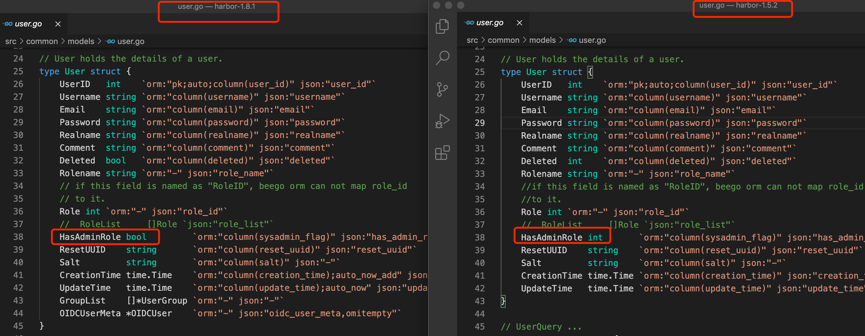 user.go — harbor-1.8.1
user.go ×
src > common > models > user.go
24 // User holds the details of a user.
25 type User struct {
26 UserID int `orm:"pk;auto;column(user_id)" json:"user_id"`
27 Username string `orm:"column(username)" json:"username"`
28 Email string `orm:"column(email)" json:"email"`
29 Password string `orm:"column(password)" json:"password"`
30 Realname string `orm:"column(realname)" json:"realname"`
31 Comment string `orm:"column(comment)" json:"comment"`
32 Deleted bool `orm:"column(deleted)" json:"deleted"`
33 Rolename string `orm:"-" json:"role_name"`
34 // if this field is named as "RoleID", beego orm can not map role_id
35 // to it.
36 Role int `orm:"-" json:"role_id"`
37 // RoleList []Role `json:"role_list"`
38 HasAdminRole bool `orm:"column(sysadmin_flag)" json:"has_admin_r
39 ResetUUID string `orm:"column(reset_uuid)" json:"reset_uuid"`
40 Salt string `orm:"column(salt)" json:"-"`
41 CreationTime time.Time `orm:"column(creation_time);auto_now_add" json
42 UpdateTime time.Time `orm:"column(update_time);auto_now" json:"upda
43 GroupList []*UserGroup `orm:"-" json:"-"`
44 OIDCUserMeta *OIDCUser `orm:"-" json:"oidc_user_meta,omitempty"`
45 }
user.go — harbor-1.5.2
user.go ×
src > common > models > user.go
24 // User holds the details of a user.
25 type User struct {
26 UserID int `orm:"pk;auto;column(user_id)" json:"user_id"`
27 Username string `orm:"column(username)" json:"username"`
28 Email string `orm:"column(email)" json:"email"`
29 Password string `orm:"column(password)" json:"password"`
30 Realname string `orm:"column(realname)" json:"realname"`
31 Comment string `orm:"column(comment)" json:"comment"`
32 Deleted int `orm:"column(deleted)" json:"deleted"`
33 Rolename string `orm:"-" json:"role_name"`
34 //if this field is named as "RoleID", beego orm can not map role_id
35 //to it.
36 Role int `orm:"-" json:"role_id"`
37 // RoleList []Role `json:"role_list"`
38 HasAdminRole int `orm:"column(sysadmin_flag)" json:"has_admin_
39 ResetUUID string `orm:"column(reset_uuid)" json:"reset_uuid"`
40 Salt string `orm:"column(salt)" json:"-"`
41 CreationTime time.Time `orm:"column(creation_time)" json:"creation_t
42 UpdateTime time.Time `orm:"column(update_time)" json:"update_time"
43 }
44
45 // UserQuery ...